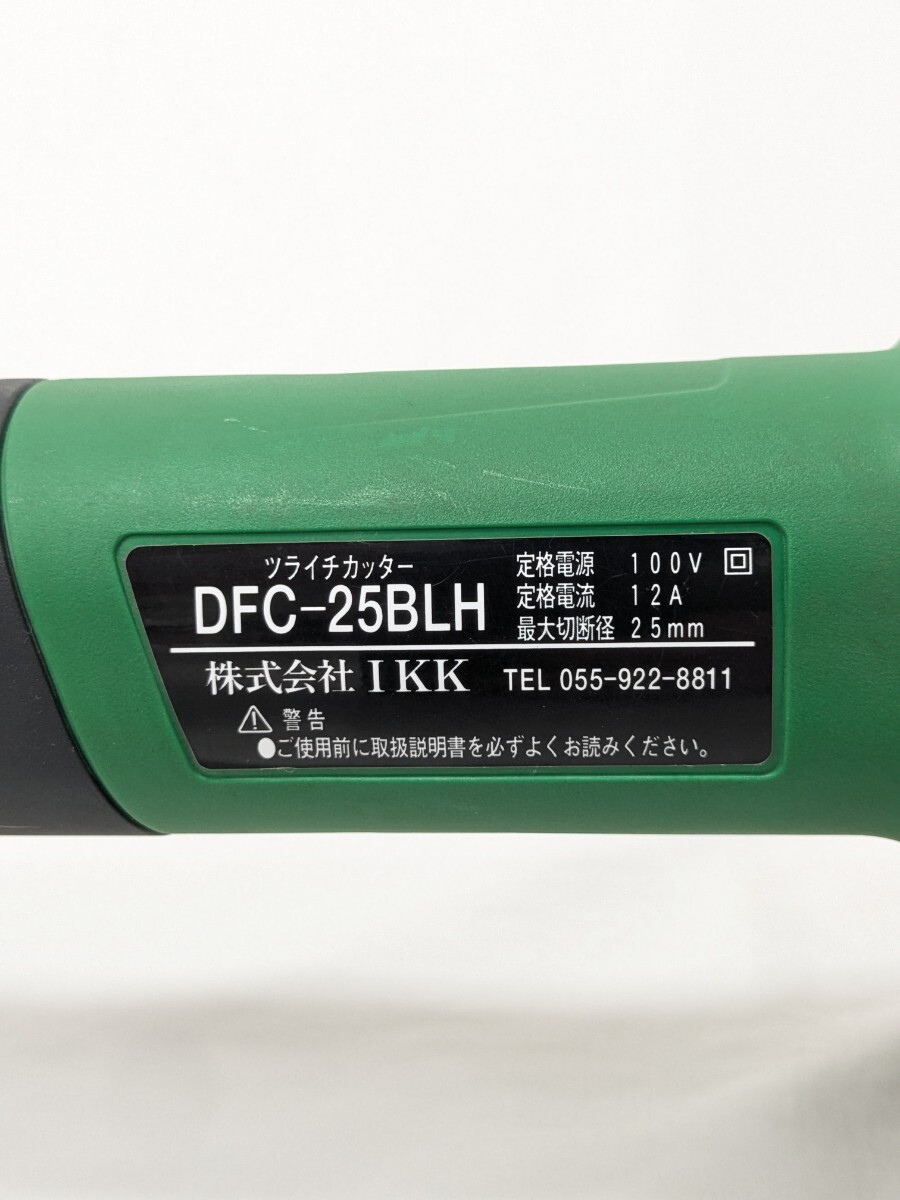 ツライチカッター
DFC-25BLH
定格電源 100V
定格電流 12A
最大切断径 25mm
株式会社 IKK TEL 055-922-8811
⚠ 警告
●ご使用前に取扱説明書を必ずよくお読みください。